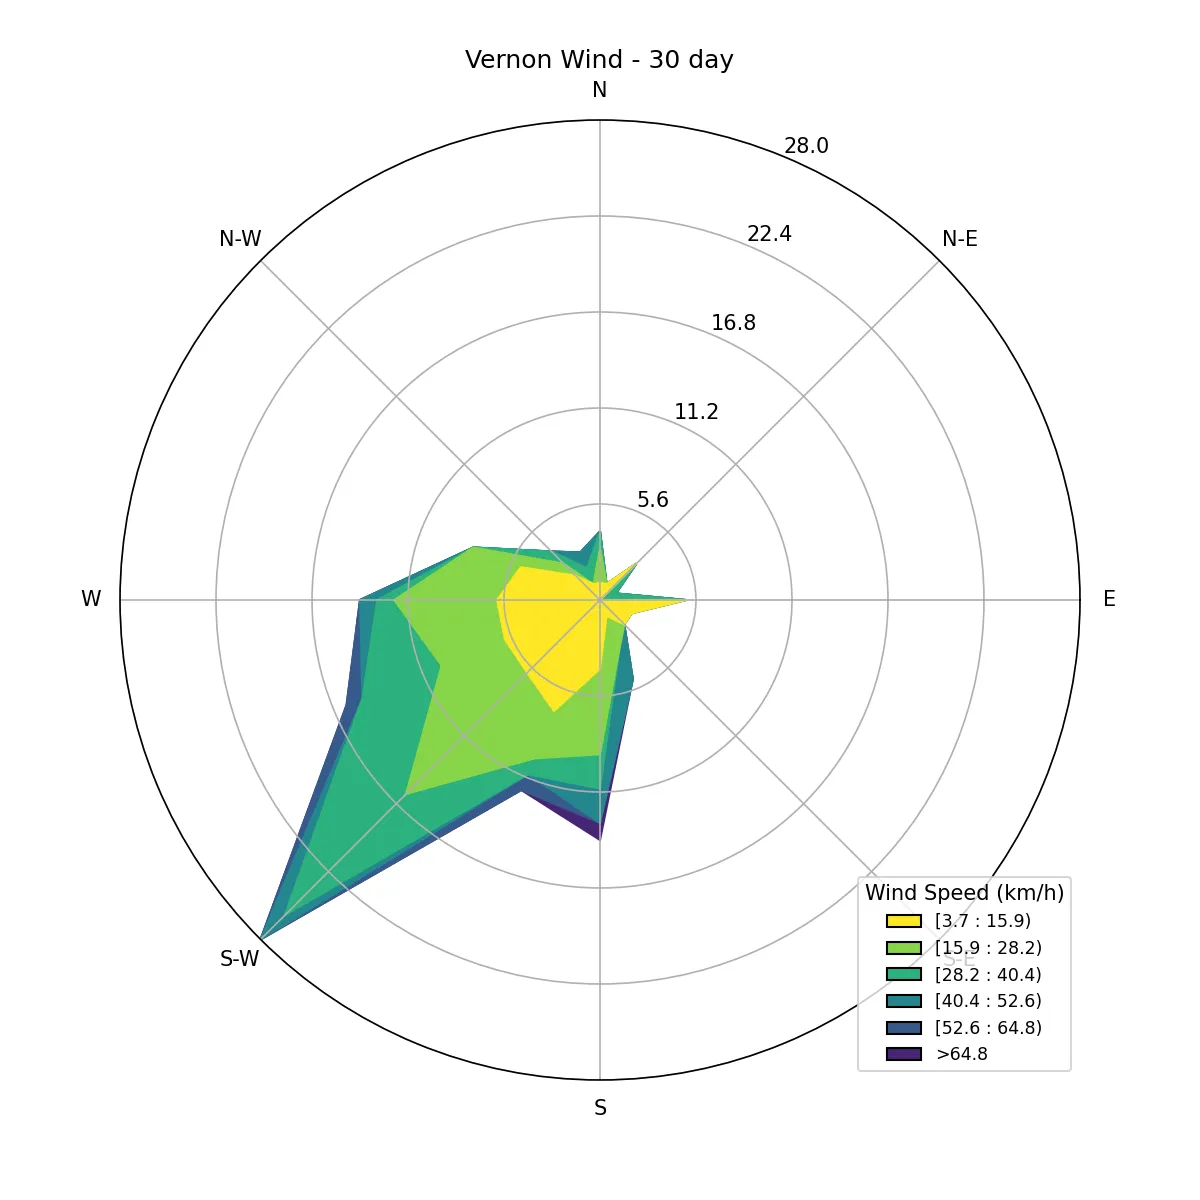 Vernon Wind - 30 day
N
28.0
N-W
22.4
N-E
16.8
11.2
5.6
W
E
S-W
S-E
S
Wind Speed (km/h)
[3.7 : 15.9)
[15.9 : 28.2)
[28.2 : 40.4)
[40.4 : 52.6)
[52.6 : 64.8)
>64.8